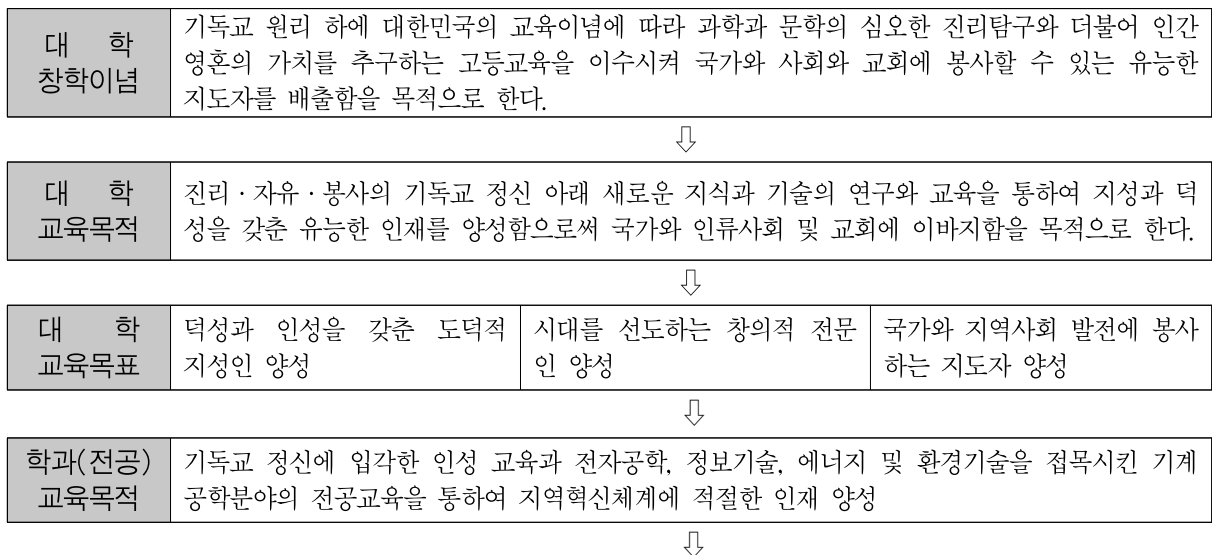 대 학
창학이념
기독교 원리 하에 대한민국의 교육이념에 따라 과학과 문학의 심오한 진리탐구와 더불어 인간
영혼의 가치를 추구하는 고등교육을 이수시켜 국가와 사회와 교회에 봉사할 수 있는 유능한
지도자를 배출함을 목적으로 한다.
⇩
대 학
교육목적
진리·자유·봉사의 기독교 정신 아래 새로운 지식과 기술의 연구와 교육을 통하여 지성과 덕
성을 갖춘 유능한 인재를 양성함으로써 국가와 인류사회 및 교회에 이바지함을 목적으로 한다.
⇩
대 학
교육목표
덕성과 인성을 갖춘 도덕적
지성인 양성
시대를 선도하는 창의적 전문
인 양성
국가와 지역사회 발전에 봉사
하는 지도자 양성
⇩
학과(전공)
교육목적
기독교 정신에 입각한 인성 교육과 전자공학, 정보기술, 에너지 및 환경기술을 접목시킨 기계
공학분야의 전공교육을 통하여 지역혁신체계에 적절한 인재 양성
⇩